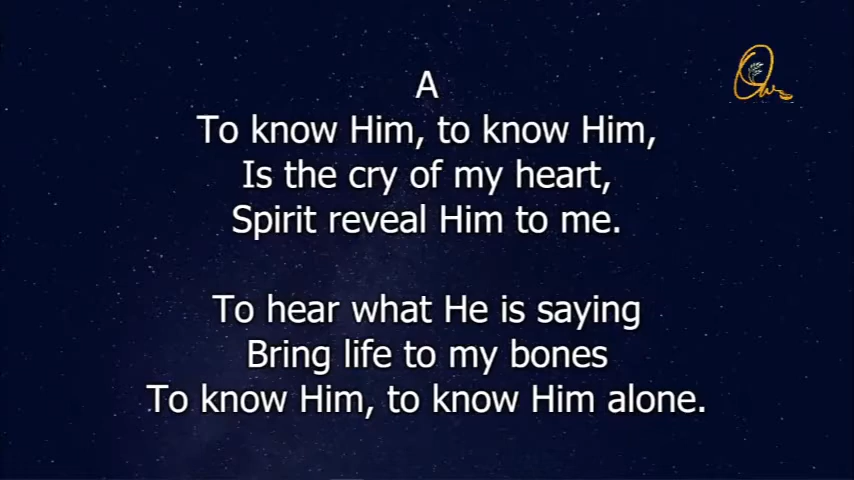 A
To know Him, to know Him,
Is the cry of my heart,
Spirit reveal Him to me.
To hear what He is saying
Bring life to my bones
To know Him, to know Him alone.